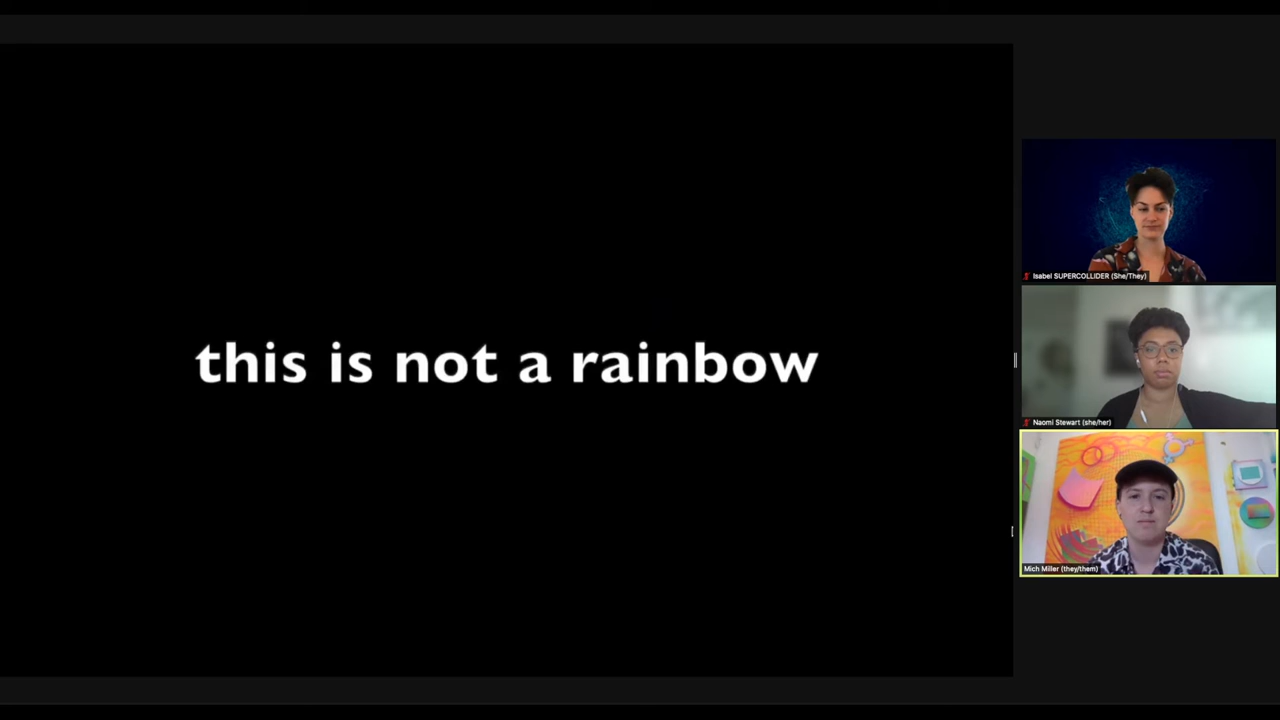 this is not a rainbow
Isabel SUPERCOLLIDER (She/They)
Naomi Stewart (she/her)
Mich Miller (they/them)